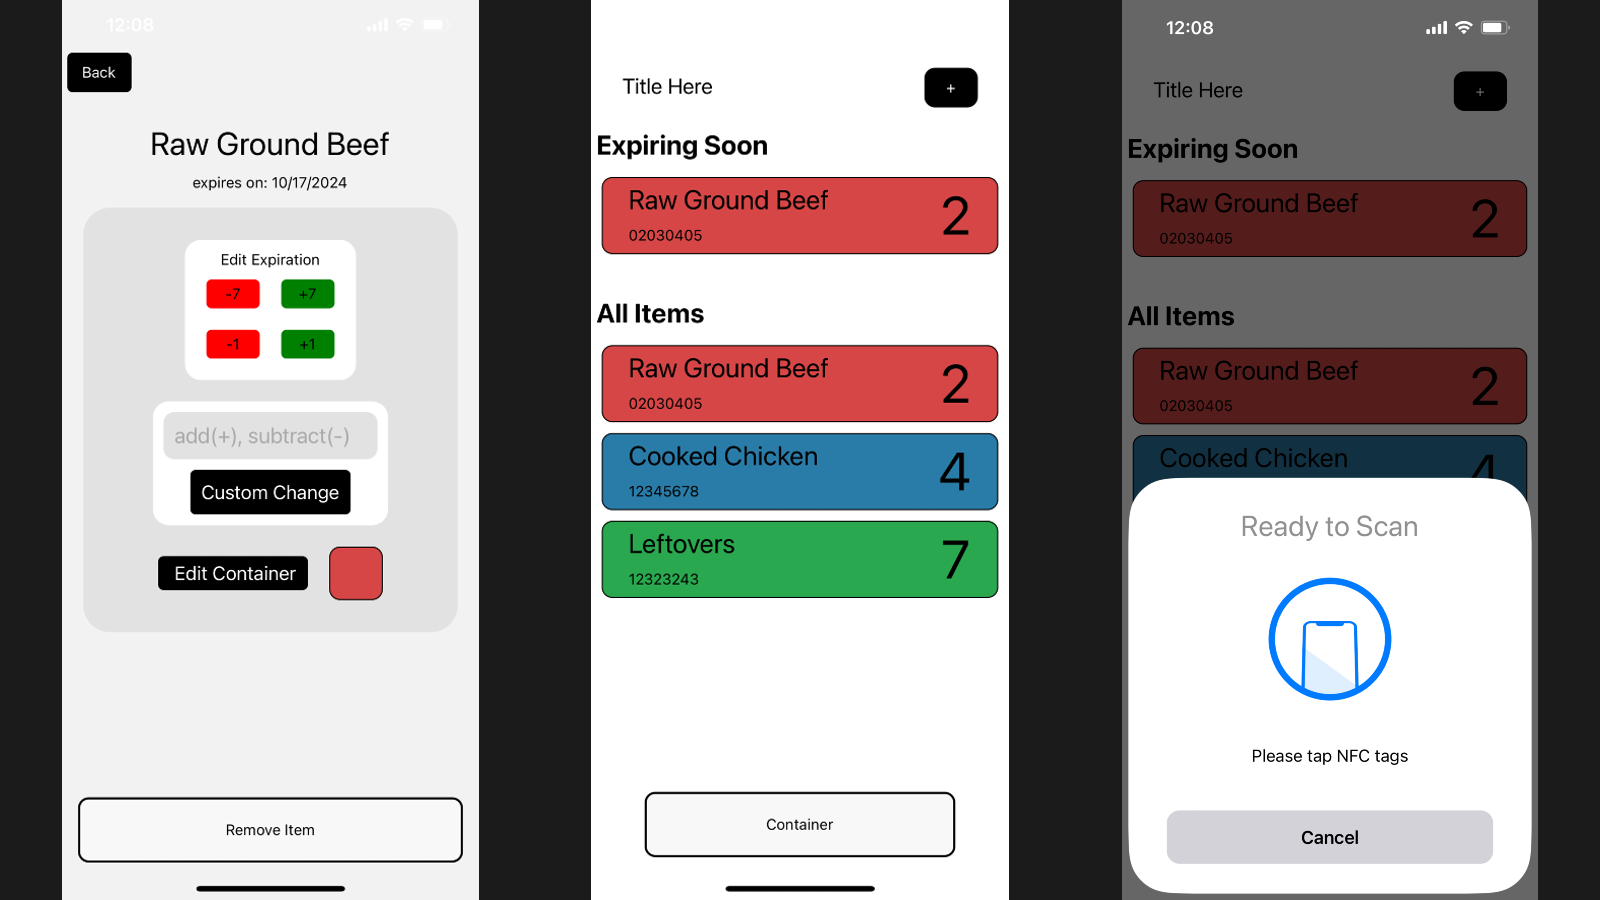 12:08
Back
Raw Ground Beef
expires on: 10/17/2024
Edit Expiration
-7 +7
-1 +1
add(+), subtract(-)
Custom Change
Edit Container
Remove Item
Title Here +
Expiring Soon
Raw Ground Beef 2
02030405
All Items
Raw Ground Beef 2
02030405
Cooked Chicken 4
12345678
Leftovers 7
12323243
Container
12:08
Title Here +
Expiring Soon
Raw Ground Beef 2
02030405
All Items
Raw Ground Beef 2
02030405
Cooked Chicken 4
Ready to Scan
Please tap NFC tags
Cancel